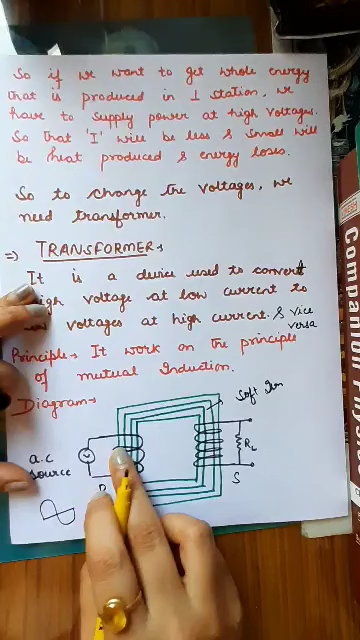 So if we want to get whole energy
that is produced in 1 station, we
have to supply power at high voltages.
So that 'I' will be less & small will
be heat produced & energy loses.
So to change the voltages, we
need transformer.
⇒ TRANSFORMER→
It is a device used to convert
high voltage at low current to
voltages at high current & vice
versa
Principle→ It work on the principle
of mutual Induction.
Diagram→
Soft Iron
a.c
source
RL
S
Companion